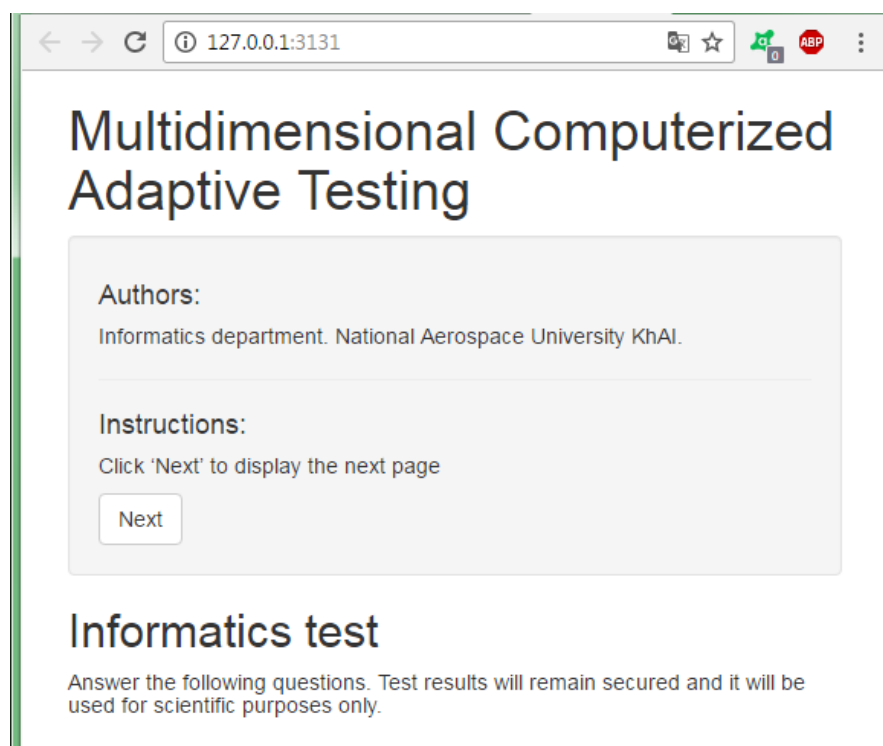 127.0.0.1:3131
ABP
0
Multidimensional Computerized
Adaptive Testing
Authors:
Informatics department. National Aerospace University KhAI.
Instructions:
Click ‘Next’ to display the next page
Next
Informatics test
Answer the following questions. Test results will remain secured and it will be
used for scientific purposes only.